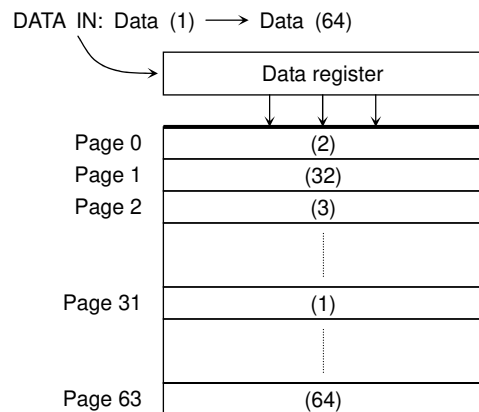 DATA IN: Data (1) ⟶ Data (64)
Data register
Page 0 (2)
Page 1 (32)
Page 2 (3)
Page 31 (1)
Page 63 (64)